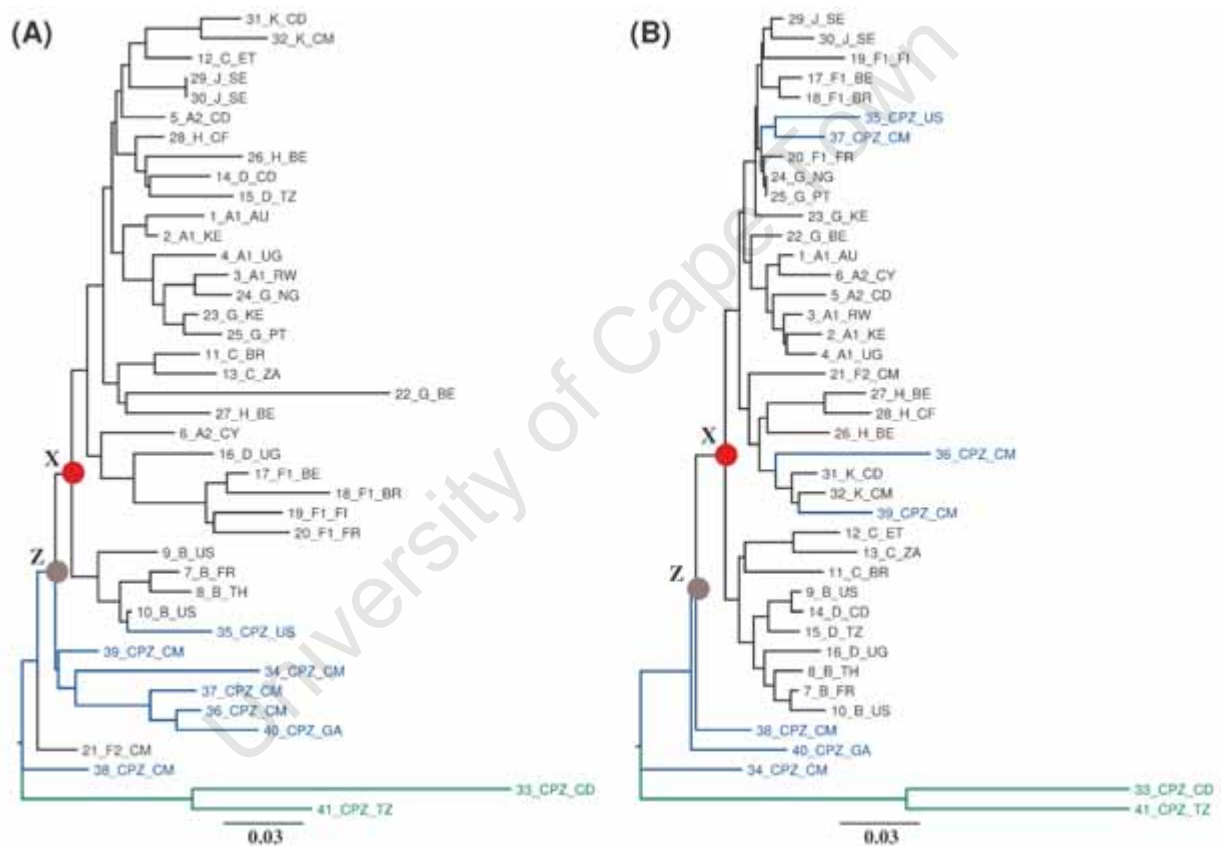 (A)
31_K_CD
32_K_CM
12_C_ET
29_J_SE
30_J_SE
5_A2_CD
28_H_CF
26_H_BE
14_D_CD
15_D_TZ
1_A1_AU
2_A1_KE
4_A1_UG
3_A1_RW
24_G_NG
23_G_KE
25_G_PT
11_C_BR
13_C_ZA
22_G_BE
27_H_BE
6_A2_CY
16_D_UG
X
17_F1_BE
18_F1_BR
19_F1_FI
20_F1_FR
9_B_US
Z
7_B_FR
8_B_TH
10_B_US
35_CPZ_US
39_CPZ_CM
34_CPZ_CM
37_CPZ_CM
36_CPZ_CM
40_CPZ_GA
21_F2_CM
38_CPZ_CM
33_CPZ_CD
41_CPZ_TZ
0.03
(B)
29_J_SE
30_J_SE
19_F1_FI
17_F1_BE
18_F1_BR
35_CPZ_US
37_CPZ_CM
20_F1_FR
24_G_NG
25_G_PT
23_G_KE
22_G_BE
1_A1_AU
6_A2_CY
5_A2_CD
3_A1_RW
2_A1_KE
4_A1_UG
21_F2_CM
27_H_BE
28_H_CF
26_H_BE
X
36_CPZ_CM
31_K_CD
32_K_CM
39_CPZ_CM
12_C_ET
13_C_ZA
11_C_BR
Z
9_B_US
14_D_CD
15_D_TZ
16_D_UG
8_B_TH
7_B_FR
10_B_US
38_CPZ_CM
40_CPZ_GA
34_CPZ_CM
33_CPZ_CD
41_CPZ_TZ
0.03
University of Cape Town